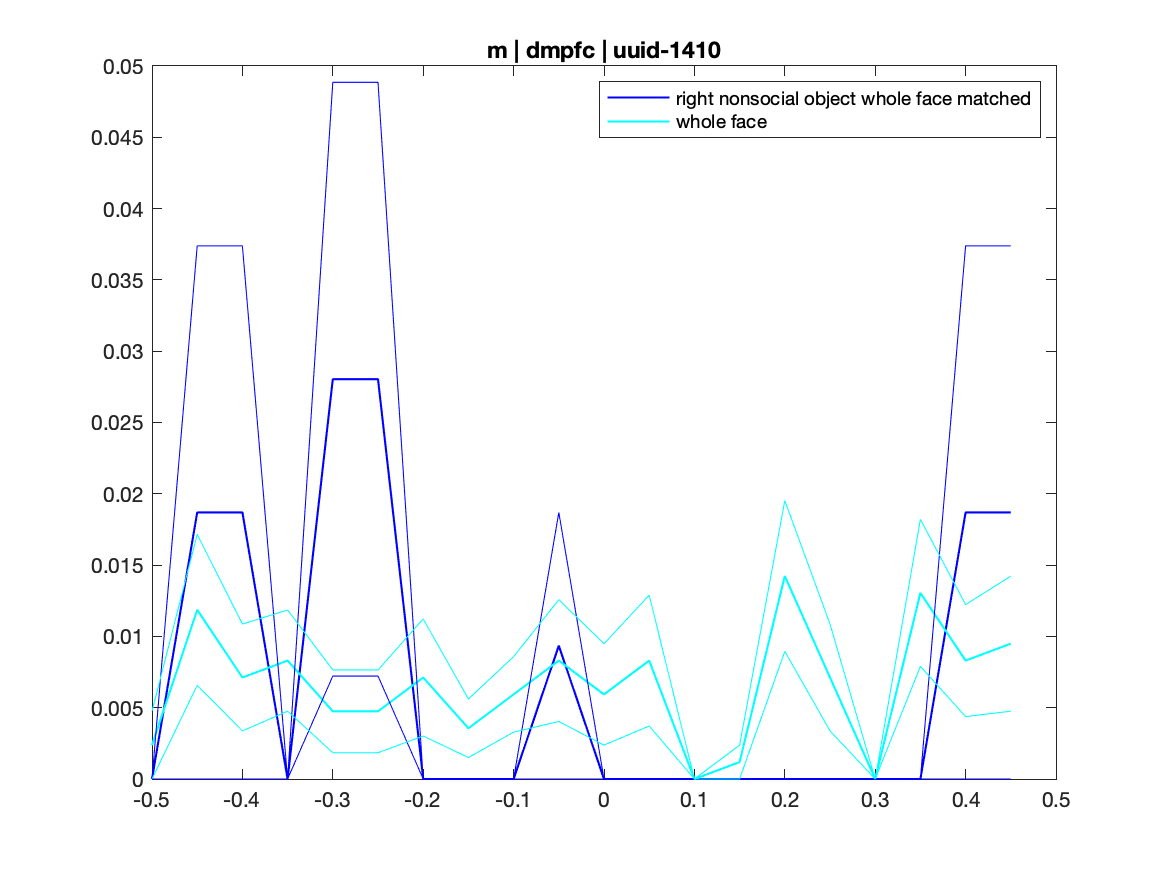 m | dmpfc | uuid-1410
right nonsocial object whole face matched
whole face
0.05
0.045
0.04
0.035
0.03
0.025
0.02
0.015
0.01
0.005
0
-0.5 -0.4 -0.3 -0.2 -0.1 0 0.1 0.2 0.3 0.4 0.5